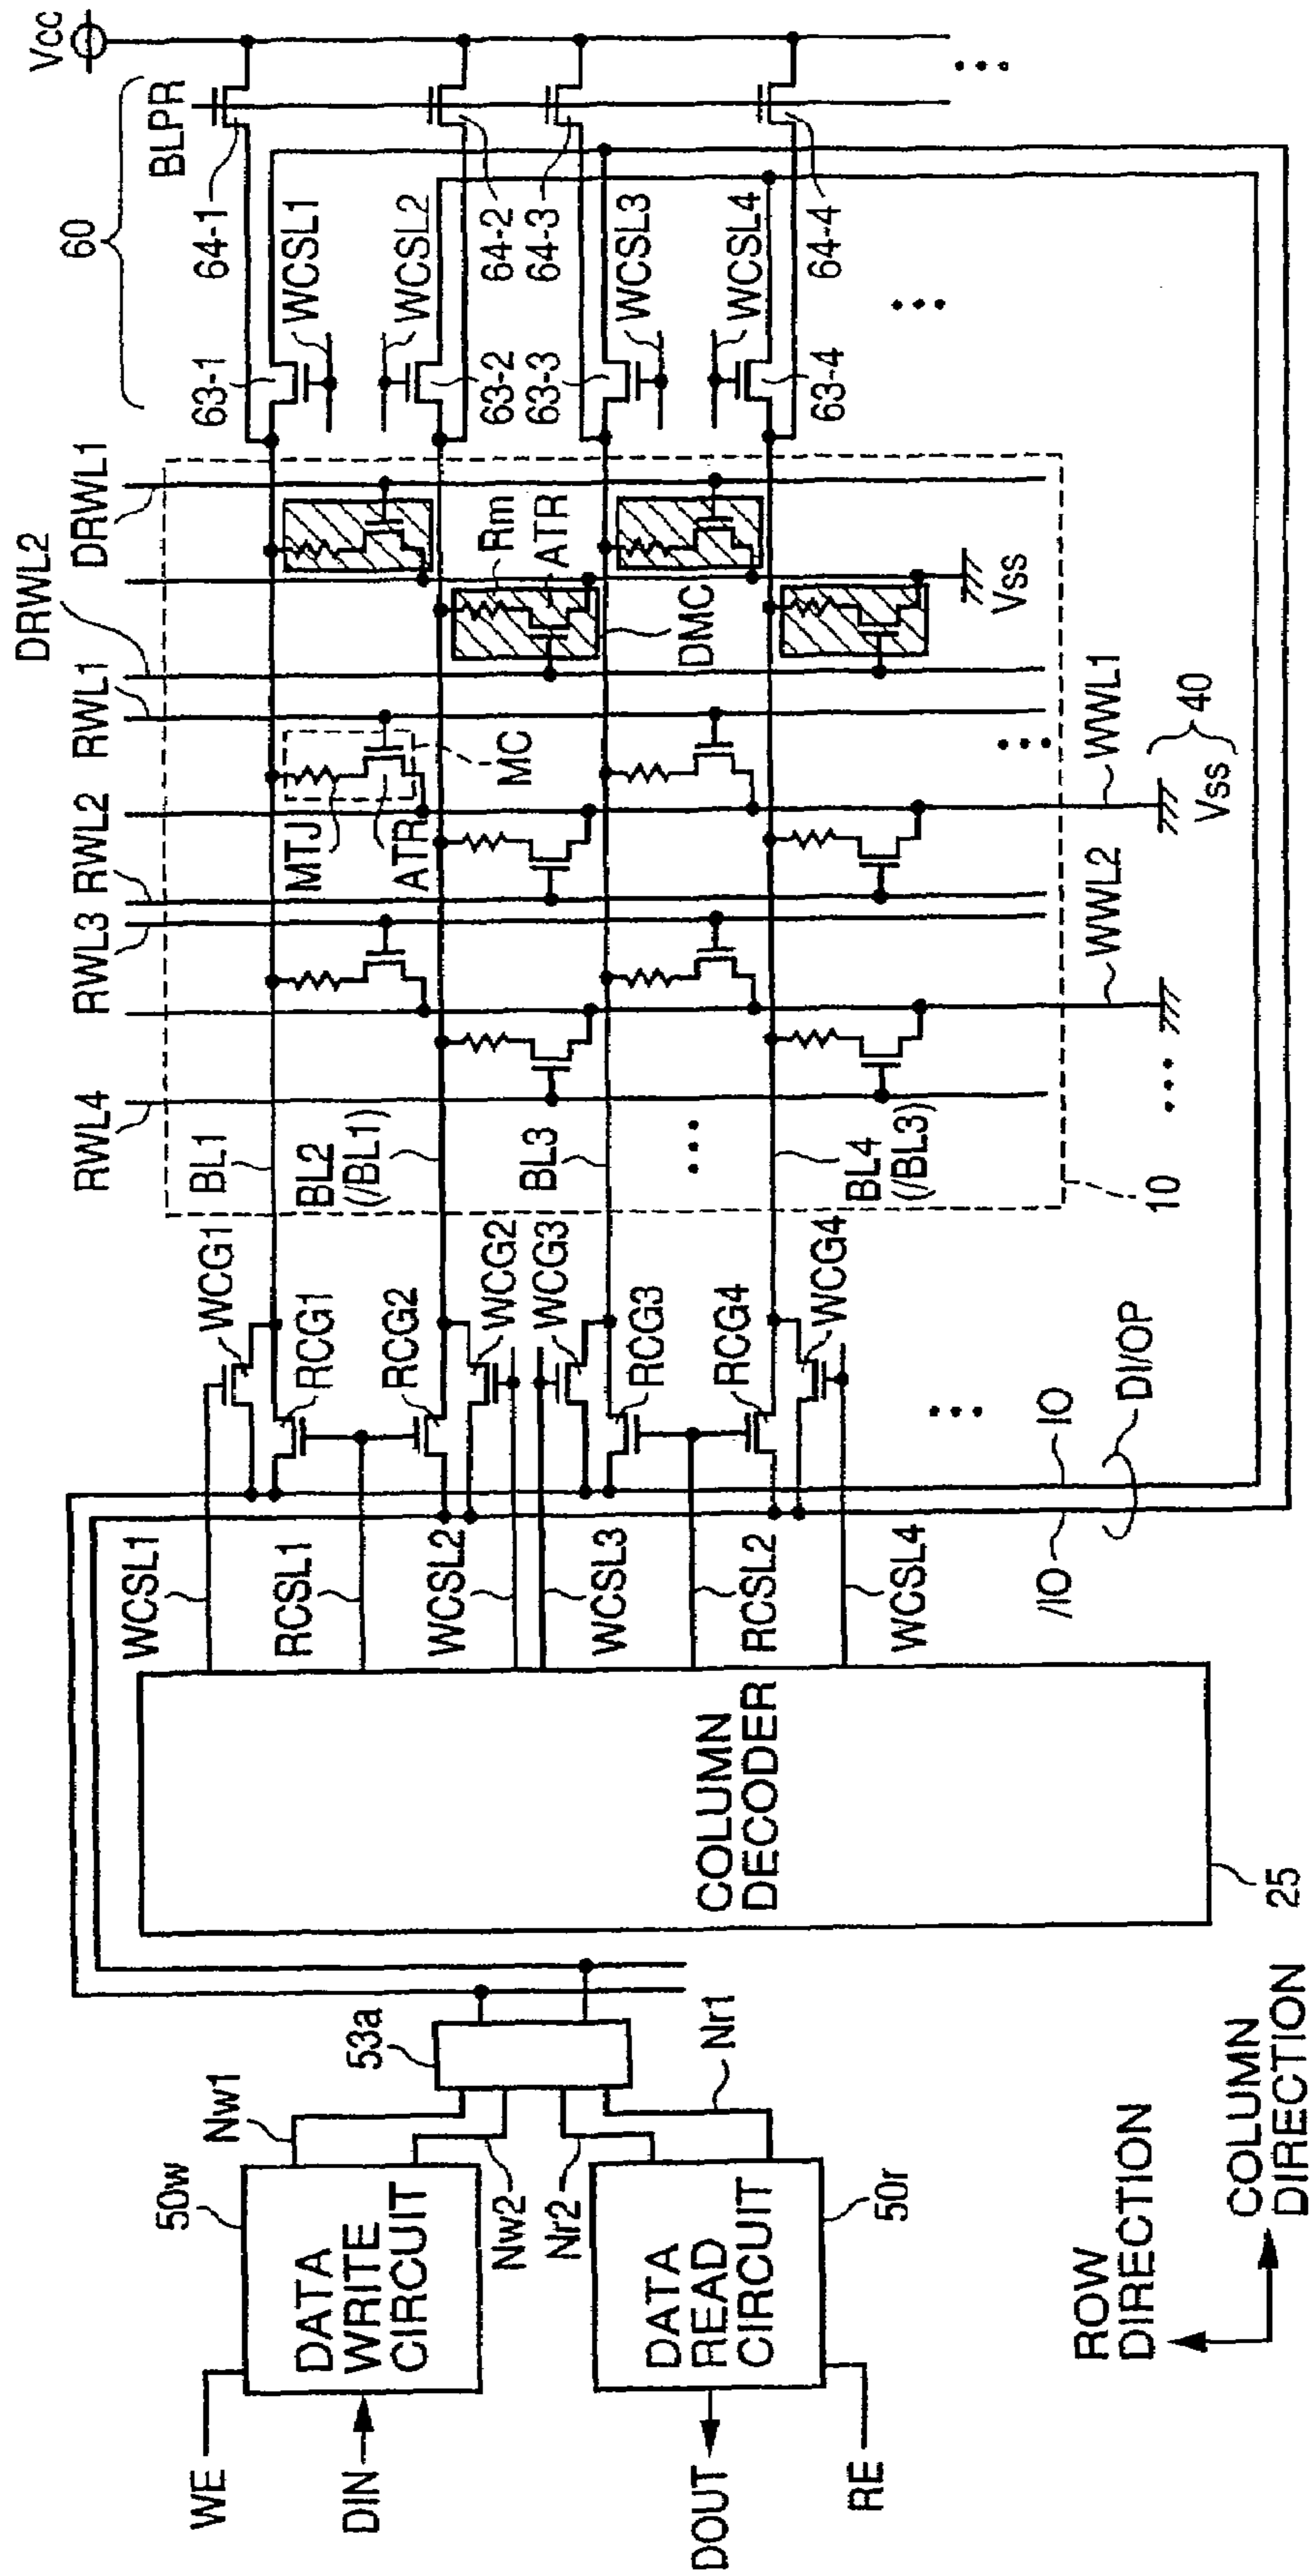 Vcc
BLPR
60
64-1
WCSL1
WCSL2
64-2
64-3
WCSL3
WCSL4
64-4
63-1
63-2
63-3
63-4
DRWL1
DRWL2
RWL1
RWL2
RWL3
RWL4
Rm
ATR
DMC
Vss
MC
MTJ
ATR
WWL1
40
Vss
WWL2
BL1
BL2
(/BL1)
BL3
BL4
(/BL3)
10
WCG1
RCG1
RCG2
WCG2
WCG3
RCG3
RCG4
WCG4
IO
DI/OP
/IO
WCSL1
RCSL1
WCSL2
WCSL3
RCSL2
WCSL4
COLUMN
DECODER
25
53a
Nw1
Nw2
Nr2
Nr1
50w
DATA
WRITE
CIRCUIT
WE
DIN
DATA
READ
CIRCUIT
50r
DOUT
RE
ROW
DIRECTION
COLUMN
DIRECTION